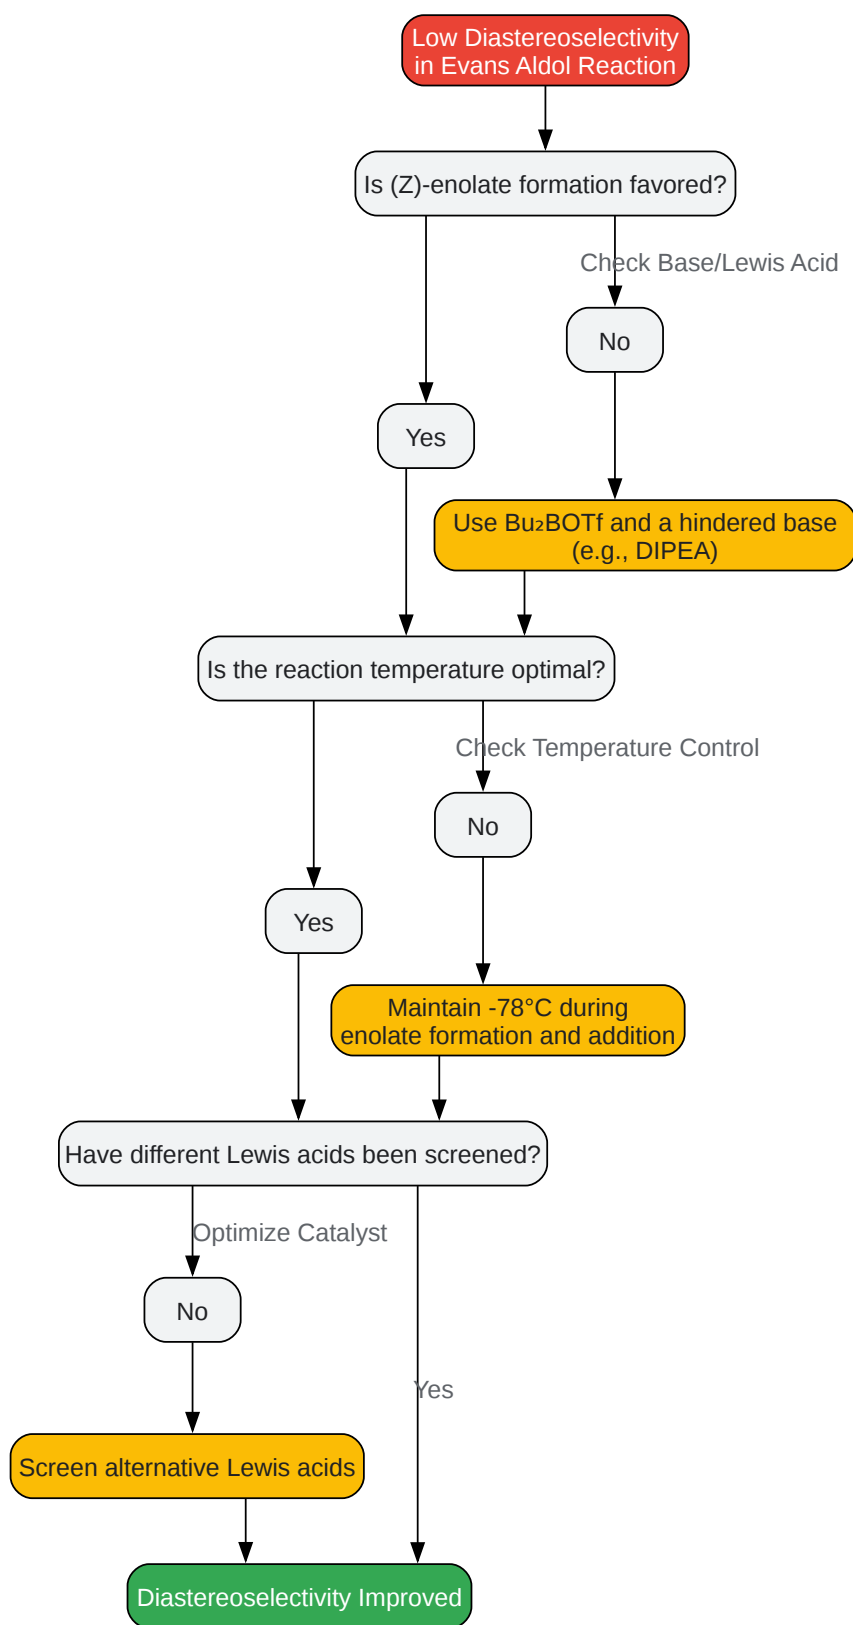 Low Diastereoselectivity
in Evans Aldol Reaction
Is (Z)-enolate formation favored?
Check Base/Lewis Acid
No
Yes
Use Bu₂BOTf and a hindered base
(e.g., DIPEA)
Is the reaction temperature optimal?
Check Temperature Control
No
Yes
Maintain -78°C during
enolate formation and addition
Have different Lewis acids been screened?
Optimize Catalyst
No
Yes
Screen alternative Lewis acids
Diastereoselectivity Improved